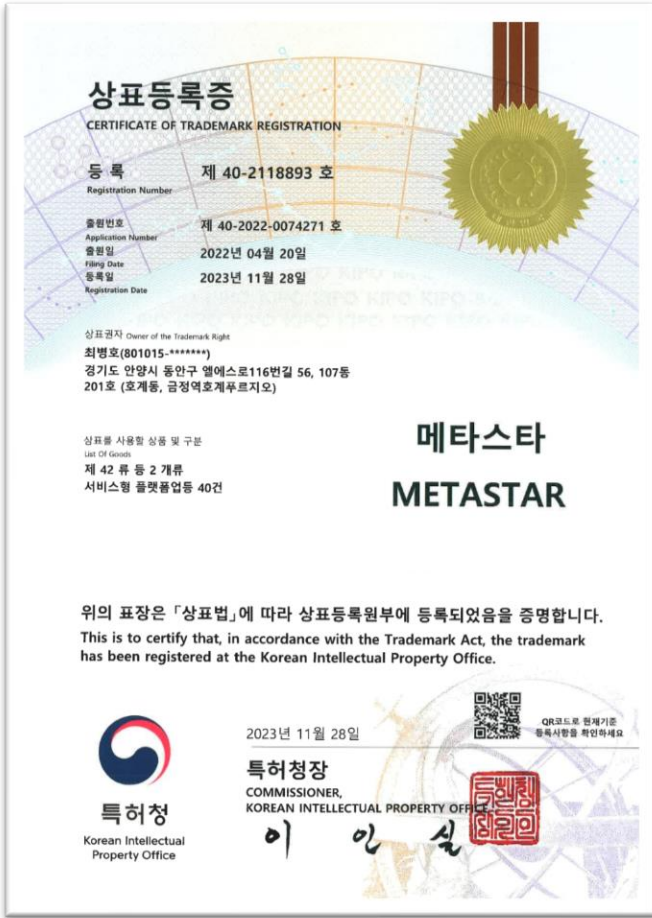 상표등록증
CERTIFICATE OF TRADEMARK REGISTRATION
등 록 제 40-2118893 호
Registration Number
출원번호 제 40-2022-0074271 호
Application Number
출원일 2022년 04월 20일
Filing Date
등록일 2023년 11월 28일
Registration Date
상표권자 Owner of the Trademark Right
최병호(801015-*******)
경기도 안양시 동안구 엘에스로116번길 56, 107동
201호 (호계동, 금정역호계푸르지오)
상표를 사용할 상품 및 구분
List Of Goods
제 42 류 등 2 개류
서비스형 플랫폼업등 40건
메타스타
METASTAR
위의 표장은 「상표법」에 따라 상표등록원부에 등록되었음을 증명합니다.
This is to certify that, in accordance with the Trademark Act, the trademark
has been registered at the Korean Intellectual Property Office.
QR코드로 현재기준
등록사항을 확인하세요
2023년 11월 28일
특허청장
COMMISSIONER,
KOREAN INTELLECTUAL PROPERTY OFFICE
이 인 실
특허청
Korean Intellectual
Property Office